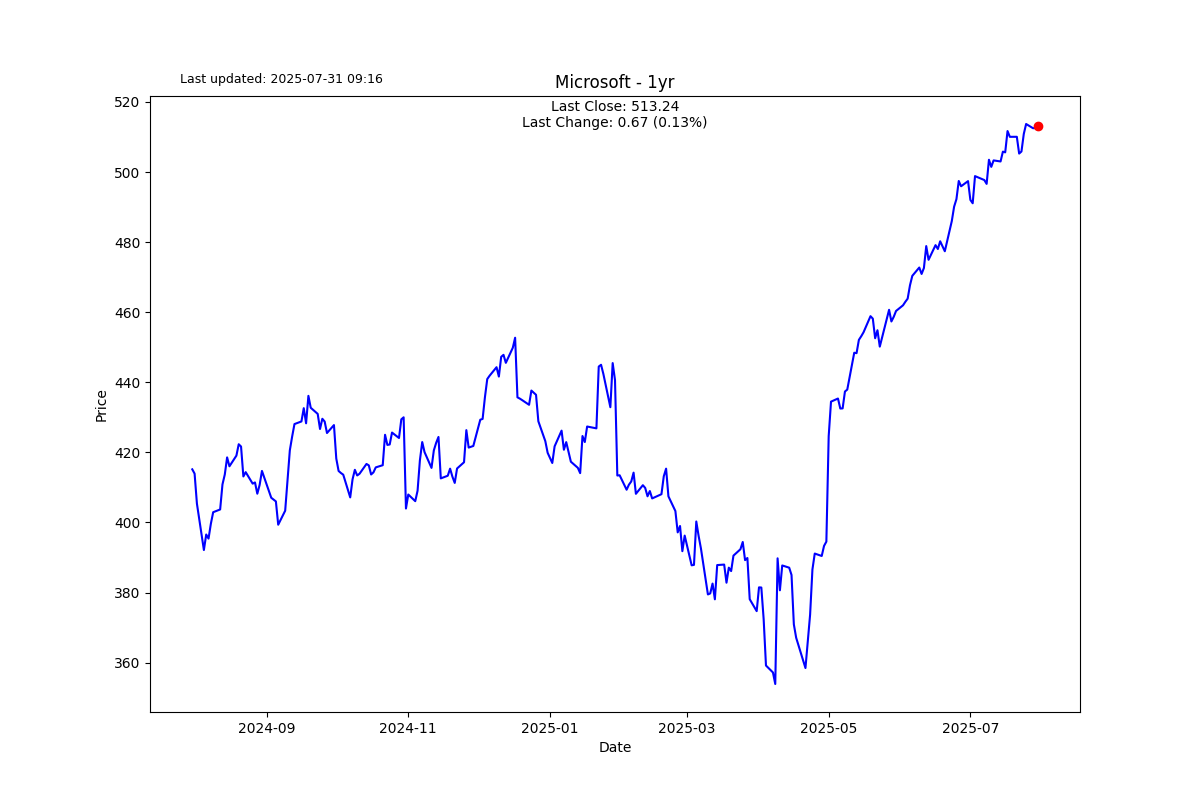 Last updated: 2025-07-31 09:16
Microsoft - 1yr
Last Close: 513.24
Last Change: 0.67 (0.13%)
520
500
480
460
440
420
400
380
360
Price
2024-09
2024-11
2025-01
2025-03
2025-05
2025-07
Date